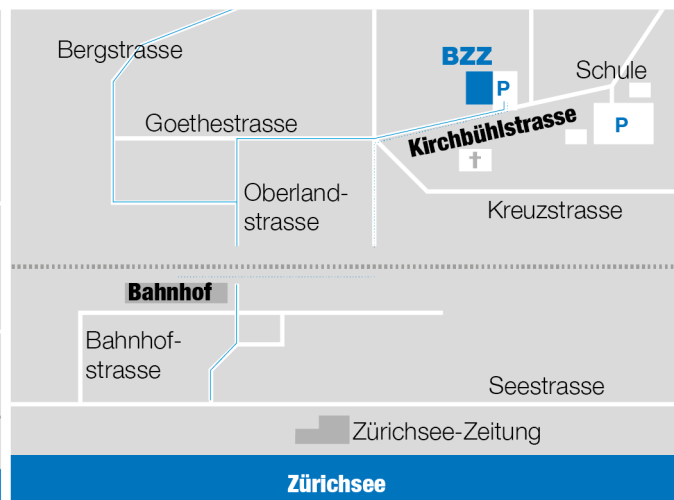 Bergstrasse
BZZ
P
Schule
P
Goethestrasse
Kirchbühlstrasse
Oberland-
strasse
Kreuzstrasse
Bahnhof
Bahnhof-
strasse
Seestrasse
Zürichsee-Zeitung
Zürichsee